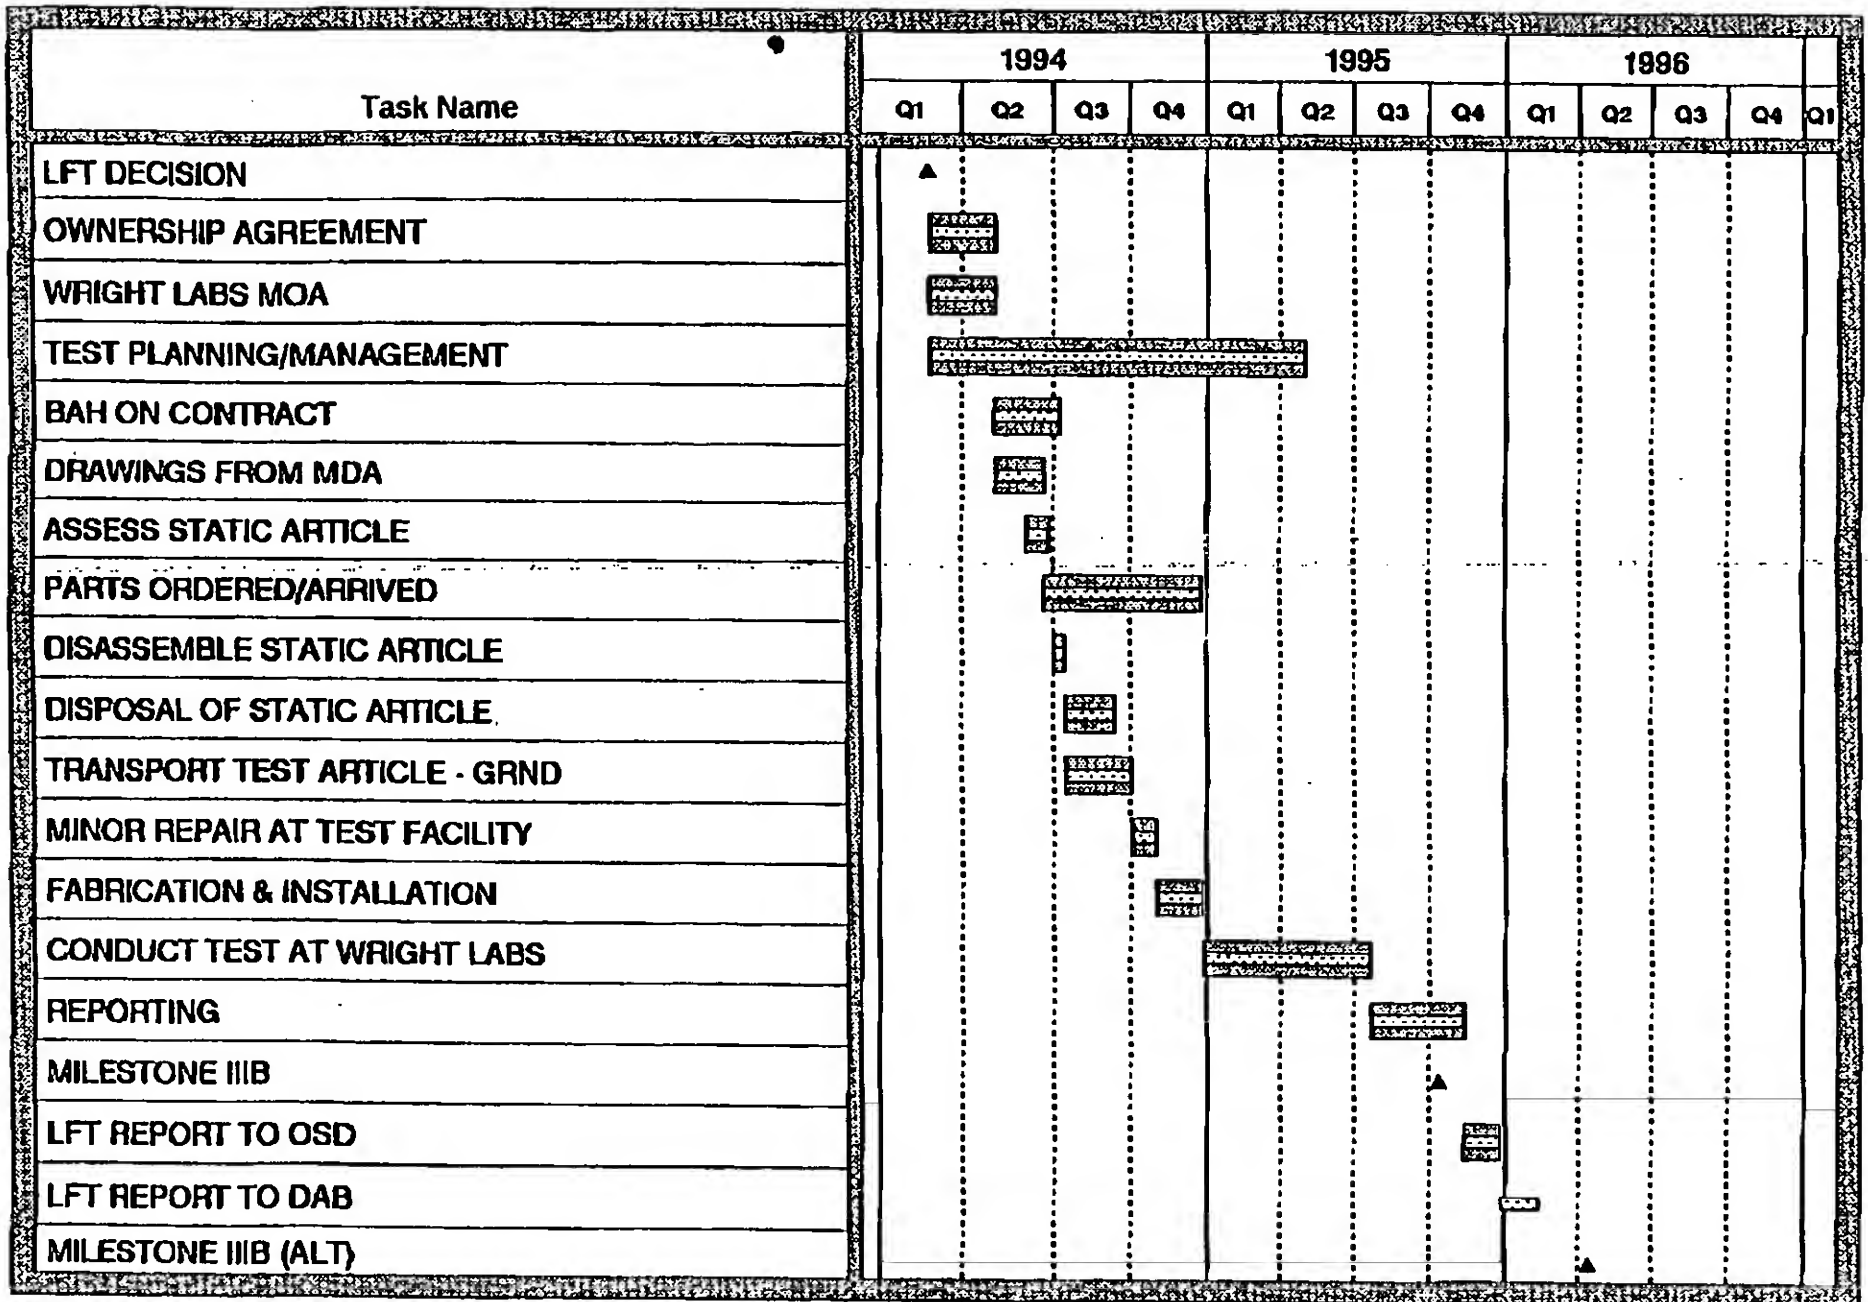 1994 1995 1996
Task Name Q1 Q2 Q3 Q4 Q1 Q2 Q3 Q4 Q1 Q2 Q3 Q4 Q1
LFT DECISION
OWNERSHIP AGREEMENT
WRIGHT LABS MOA
TEST PLANNING/MANAGEMENT
BAH ON CONTRACT
DRAWINGS FROM MDA
ASSESS STATIC ARTICLE
PARTS ORDERED/ARRIVED
DISASSEMBLE STATIC ARTICLE
DISPOSAL OF STATIC ARTICLE
TRANSPORT TEST ARTICLE - GRND
MINOR REPAIR AT TEST FACILITY
FABRICATION & INSTALLATION
CONDUCT TEST AT WRIGHT LABS
REPORTING
MILESTONE IIIB
LFT REPORT TO OSD
LFT REPORT TO DAB
MILESTONE IIIB (ALT)